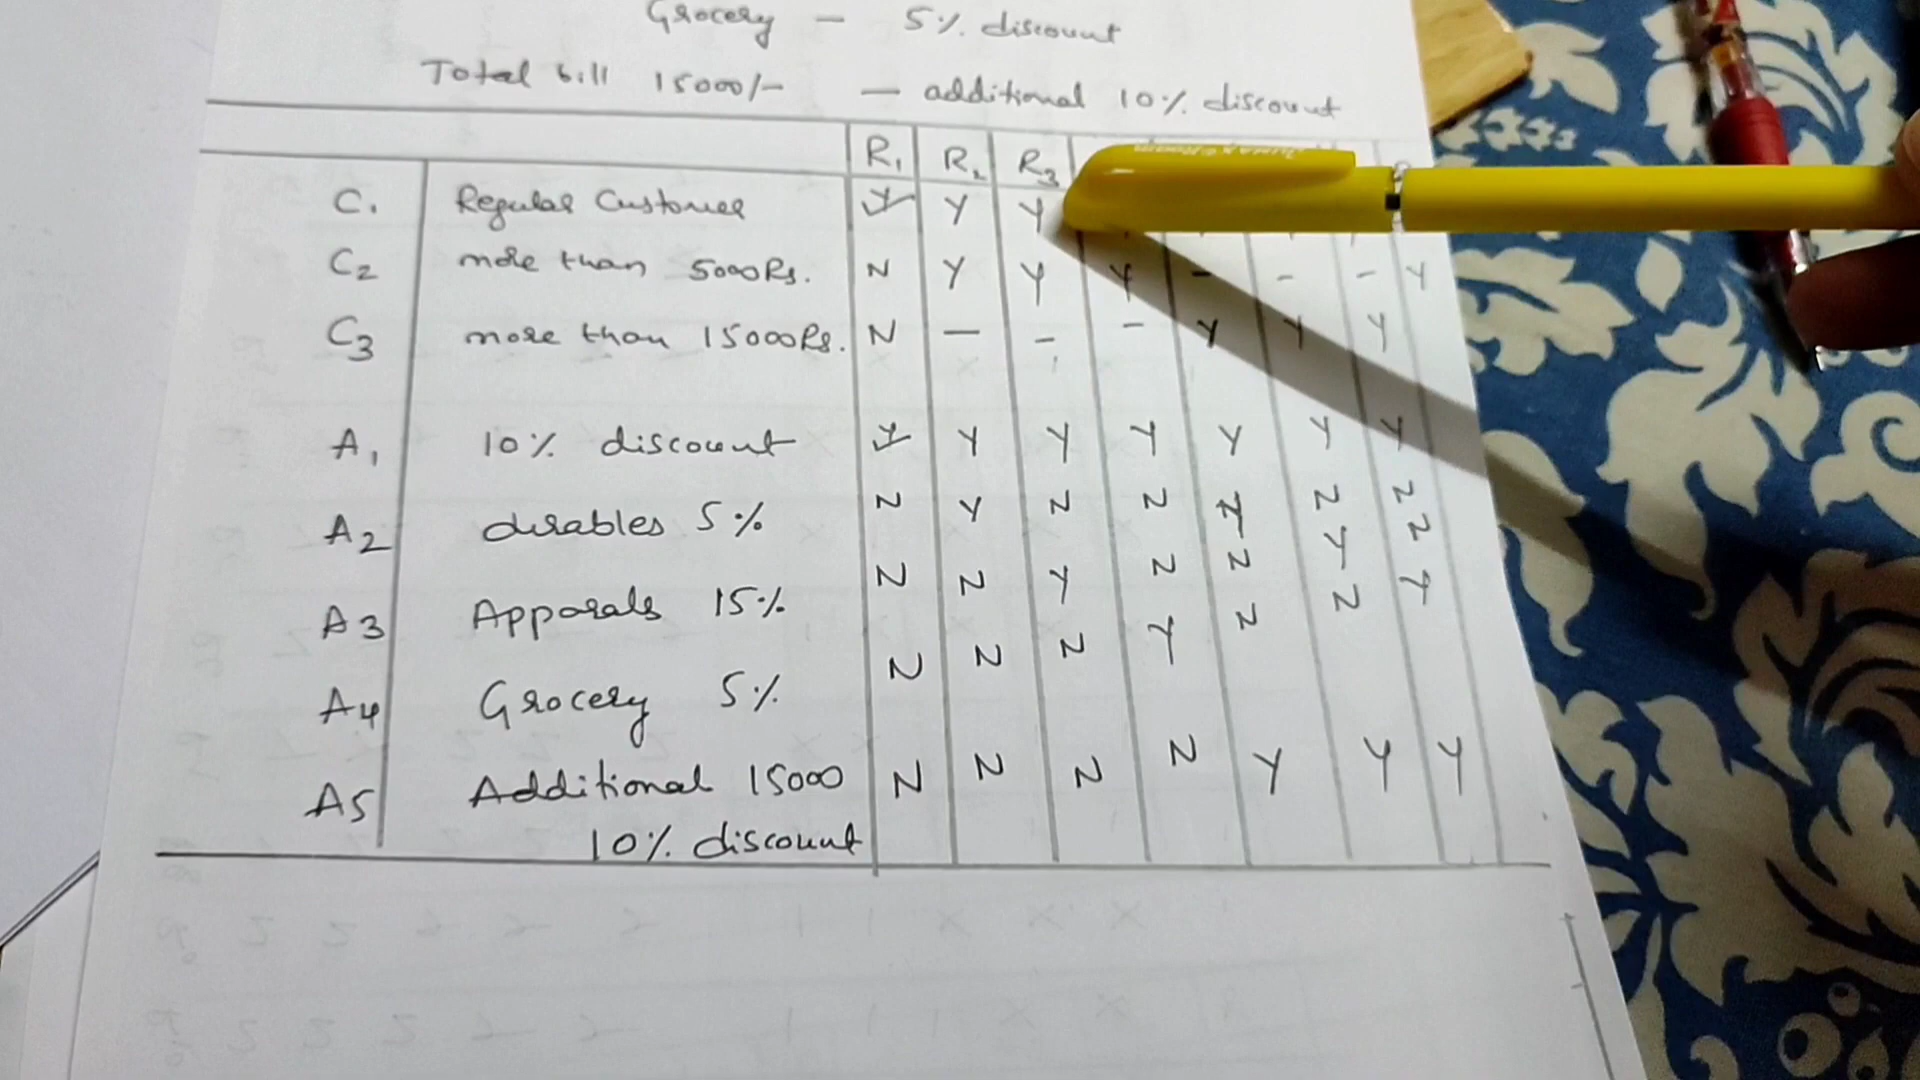 Grocery — 5% discount
Total bill 15000/- — additional 10% discount
R1 R2 R3
C1 Regular Customer Y Y Y
C2 more than 5000Rs. N Y Y Y - - - Y
C3 more than 15000Rs. N — - - Y Y Y
A1 10% discount Y Y Y Y Y Y Y
A2 durables 5% N Y N N Y N N
A3 Apparals 15% N N Y N N Y N
A4 Grocery 5% N N N Y N N Y
A5 Additional 15000 N N N N Y Y Y
10% discount